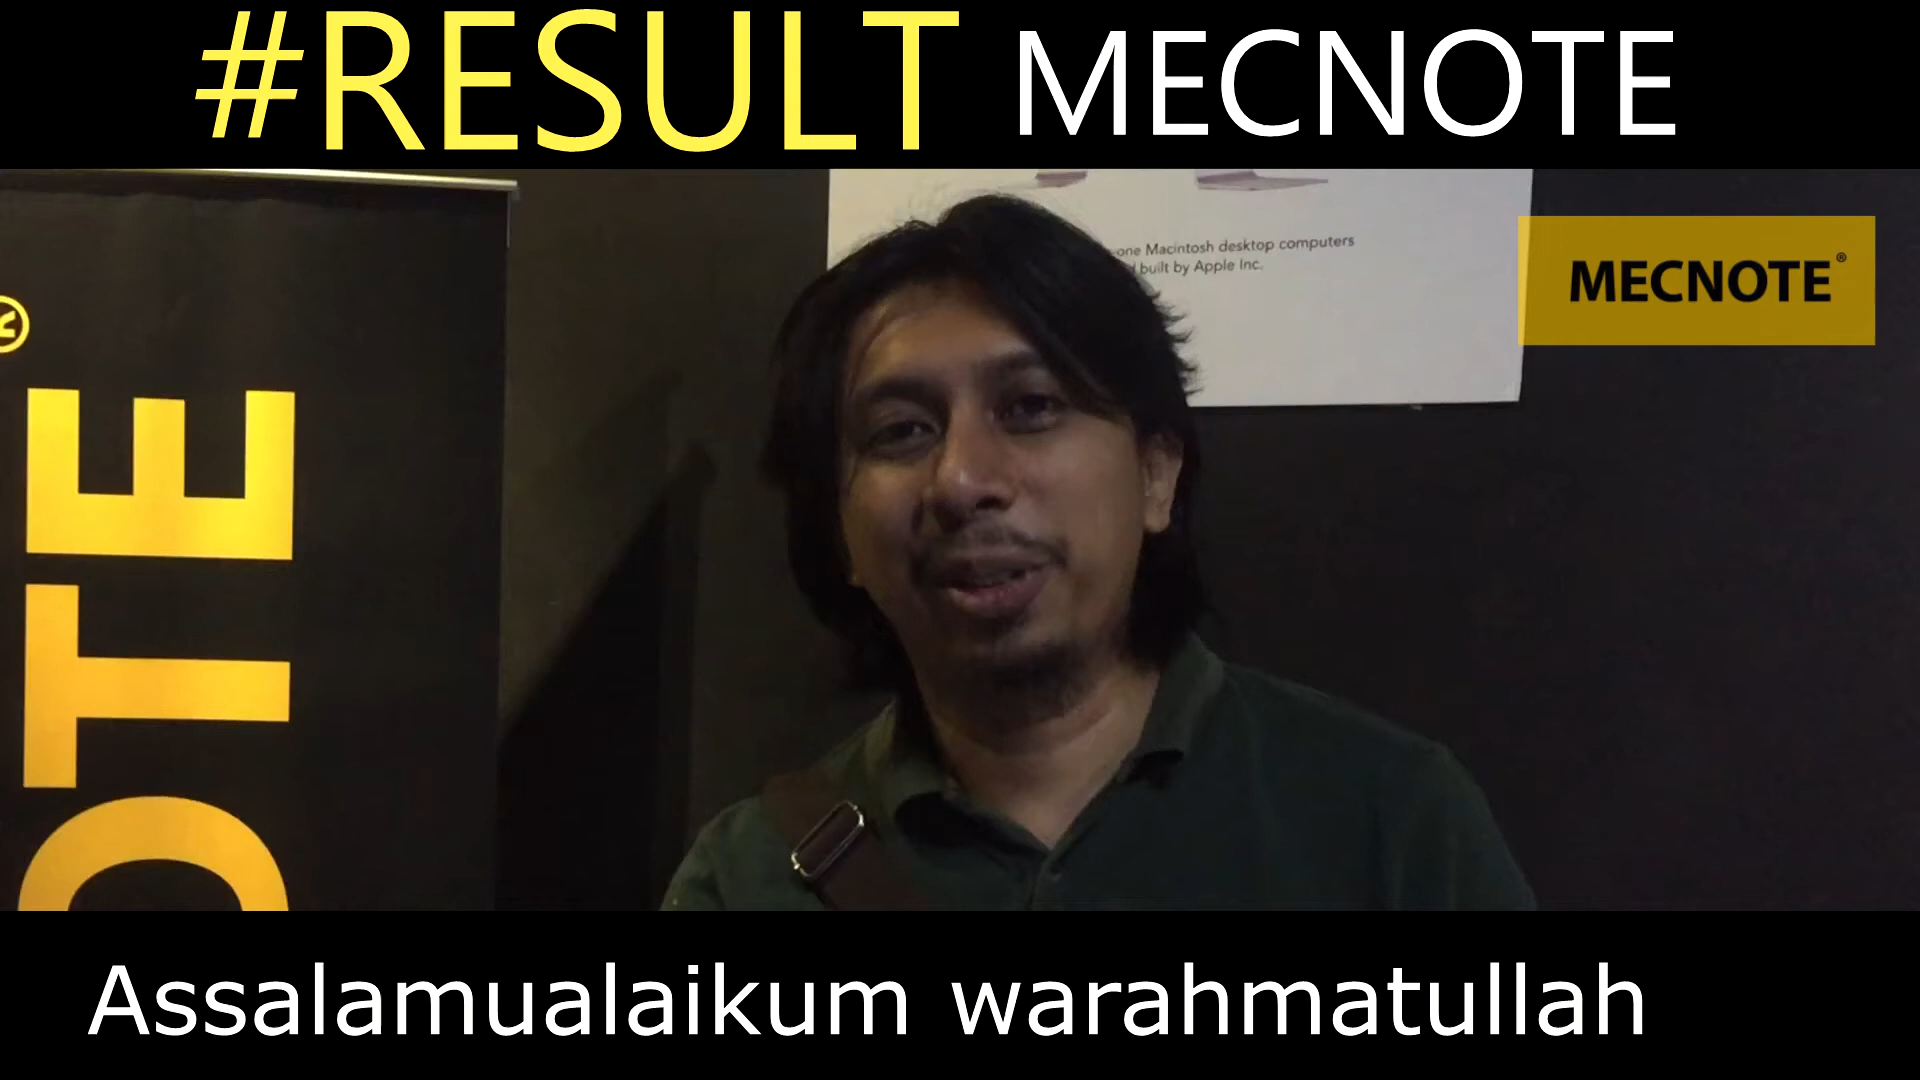 #RESULT MECNOTE
one Macintosh desktop computers
built by Apple Inc.
MECNOTE®
®
OTE
Assalamualaikum warahmatullah